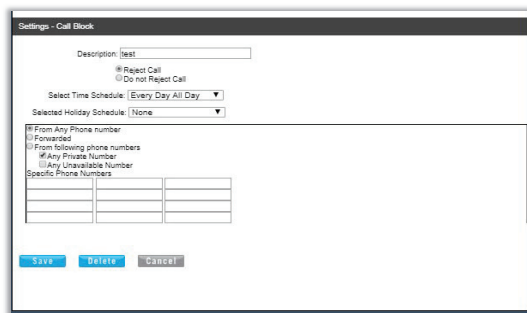 Settings - Call Block
Description: test
Reject Call
Do not Reject Call
Select Time Schedule: Every Day All Day
Selected Holiday Schedule: None
From Any Phone number
Forwarded
From following phone numbers
Any Private Number
Any Unavailable Number
Specific Phone Numbers
Save Delete Cancel